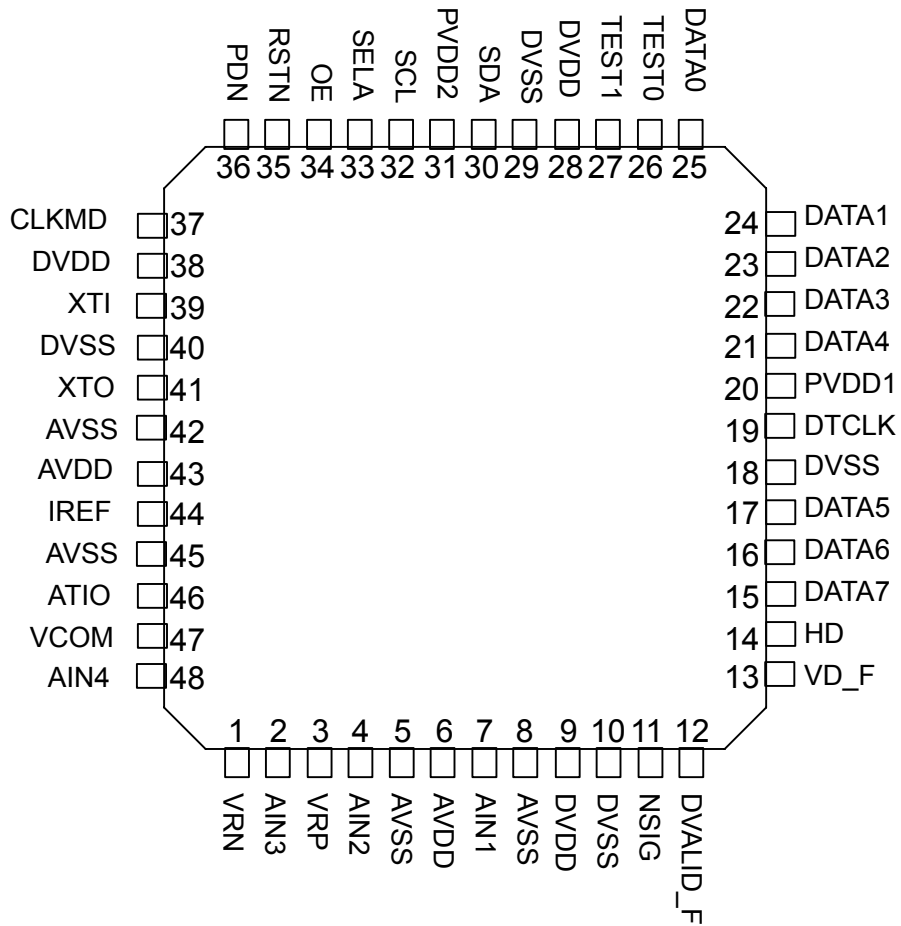 PDN RSTN OE SELA SCL PVDD2 SDA DVSS DVDD TEST1 TEST0 DATA0
36 35 34 33 32 31 30 29 28 27 26 25
CLKMD 37 24 DATA1
DVDD 38 23 DATA2
XTI 39 22 DATA3
DVSS 40 21 DATA4
XTO 41 20 PVDD1
AVSS 42 19 DTCLK
AVDD 43 18 DVSS
IREF 44 17 DATA5
AVSS 45 16 DATA6
ATIO 46 15 DATA7
VCOM 47 14 HD
AIN4 48 13 VD_F
1 2 3 4 5 6 7 8 9 10 11 12
VRN AIN3 VRP AIN2 AVSS AVDD AIN1 AVSS DVDD DVSS NSIG DVALID_F